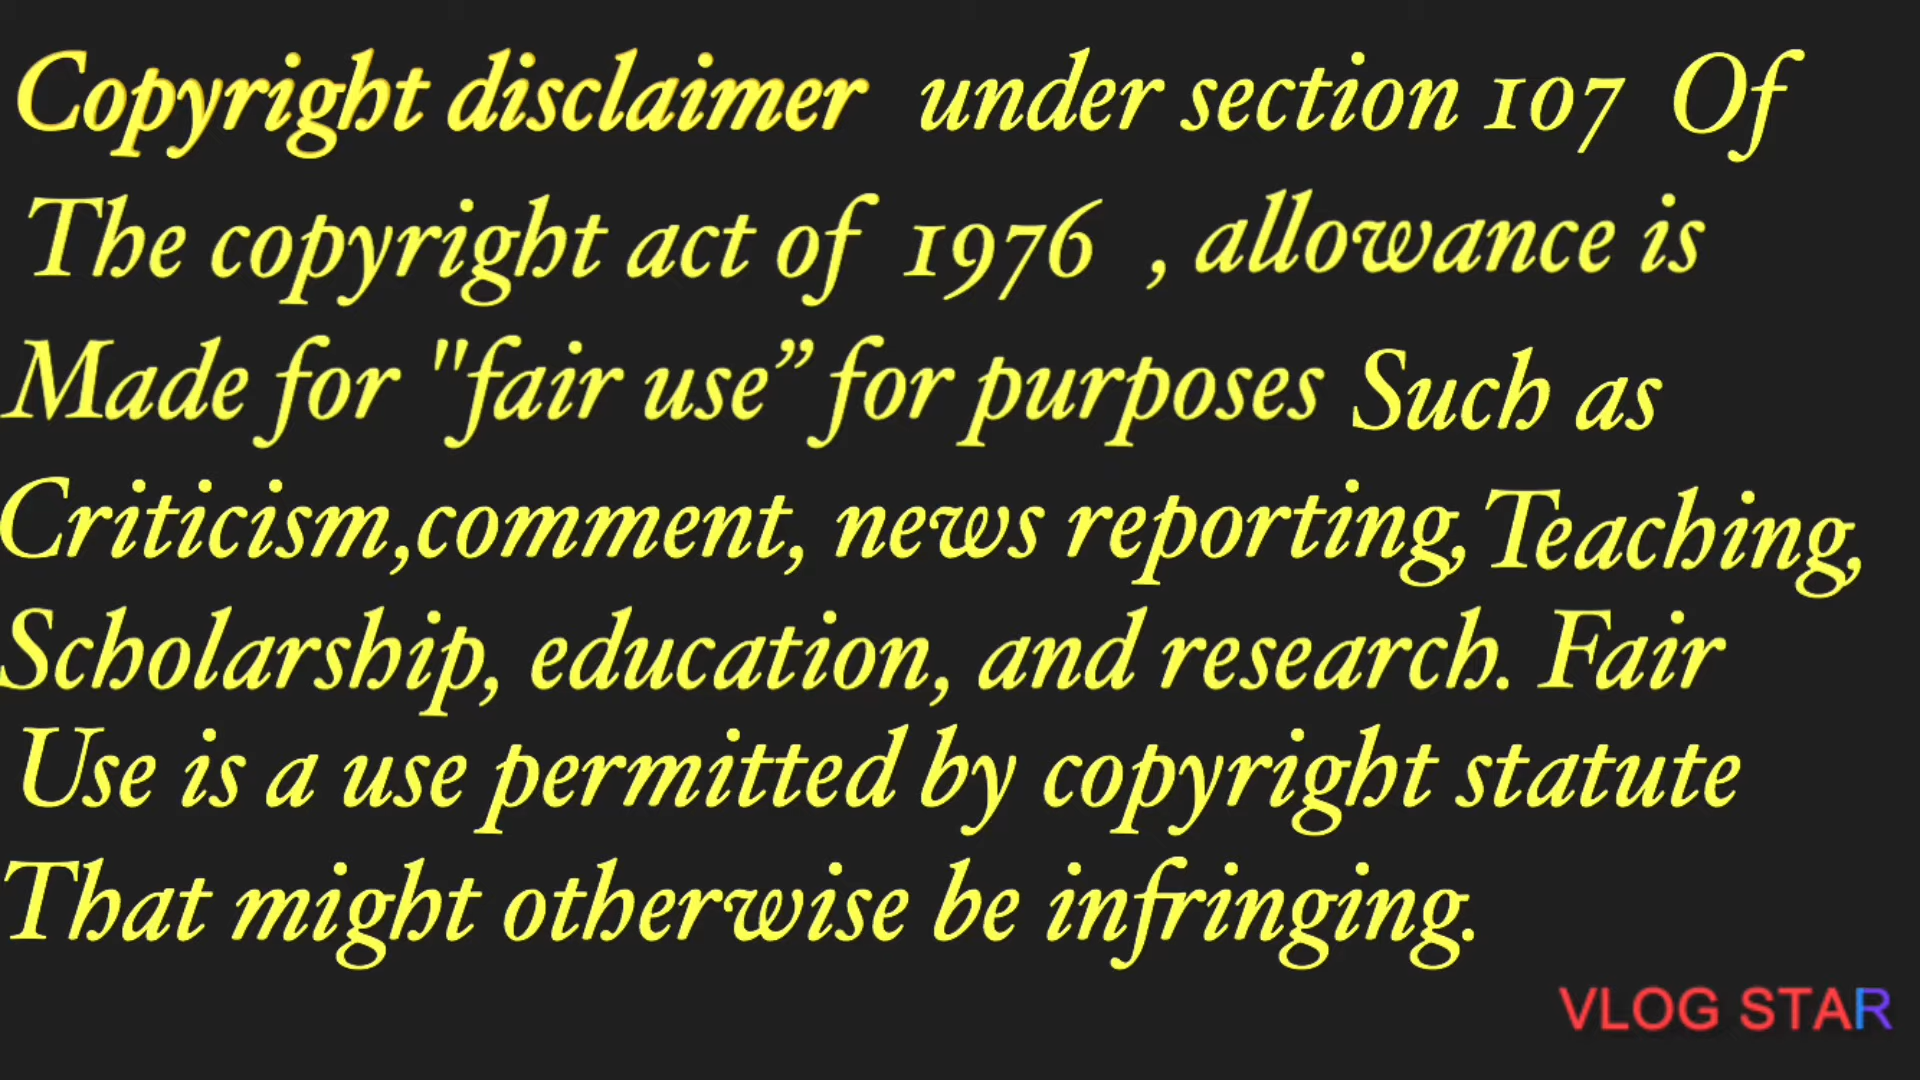 Copyright disclaimer under section 107 Of
The copyright act of 1976 , allowance is
Made for "fair use” for purposes Such as
Criticism,comment, news reporting, Teaching,
Scholarship, education, and research. Fair
Use is a use permitted by copyright statute
That might otherwise be infringing.
VLOG STAR